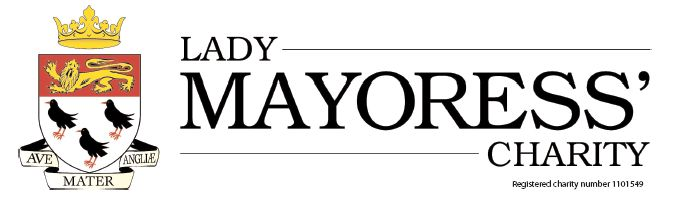 LADY
MAYORESS’
CHARITY
Registered charity number 1101549
AVE MATER ANGLIÆ